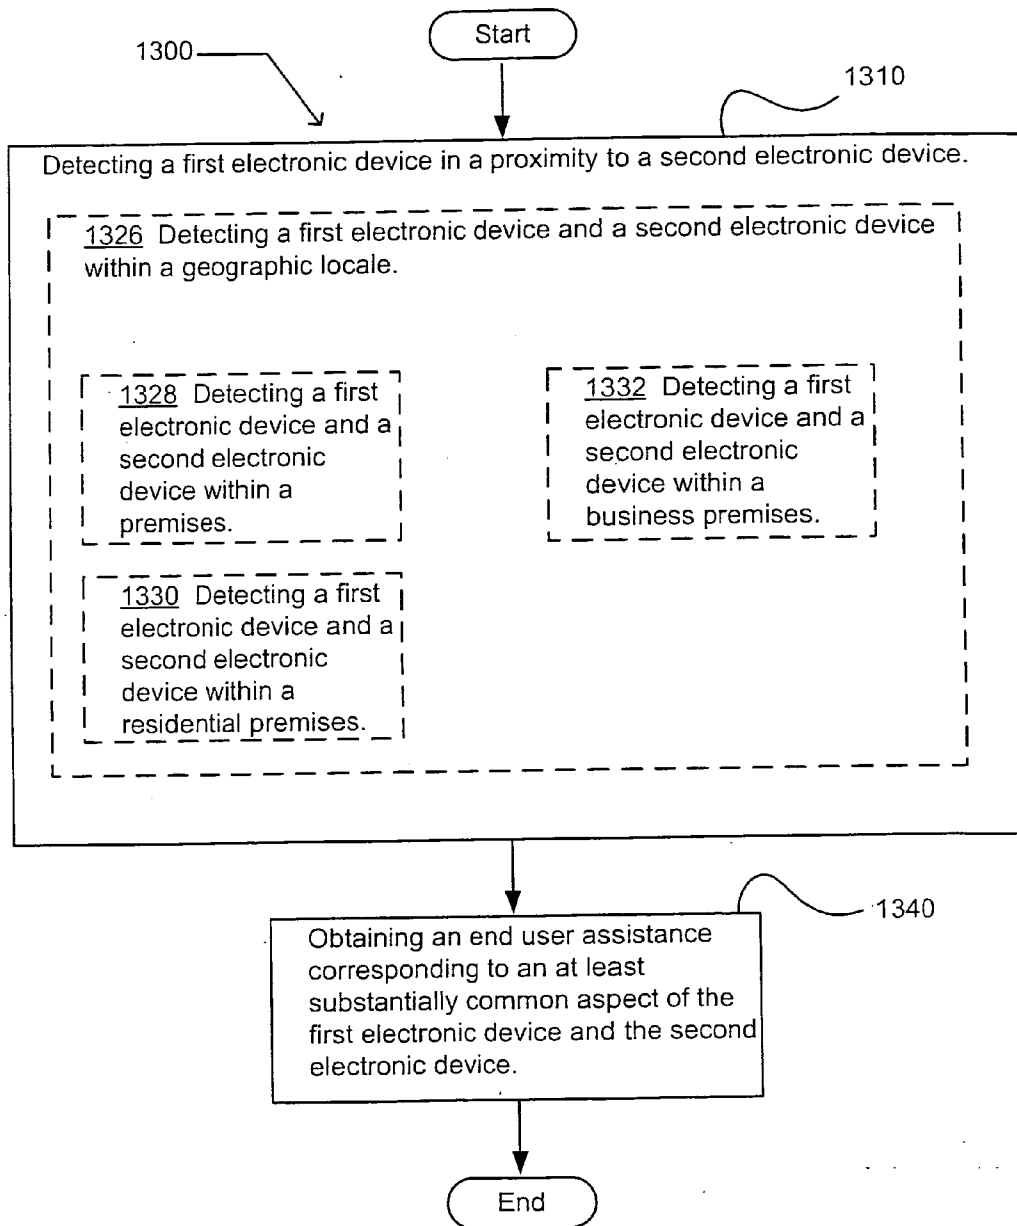 Start
1300
1310
Detecting a first electronic device in a proximity to a second electronic device.
1326 Detecting a first electronic device and a second electronic device
within a geographic locale.
1328 Detecting a first
electronic device and a
second electronic
device within a
premises.
1332 Detecting a first
electronic device and a
second electronic
device within a
business premises.
1330 Detecting a first
electronic device and a
second electronic
device within a
residential premises.
1340
Obtaining an end user assistance
corresponding to an at least
substantially common aspect of the
first electronic device and the second
electronic device.
End